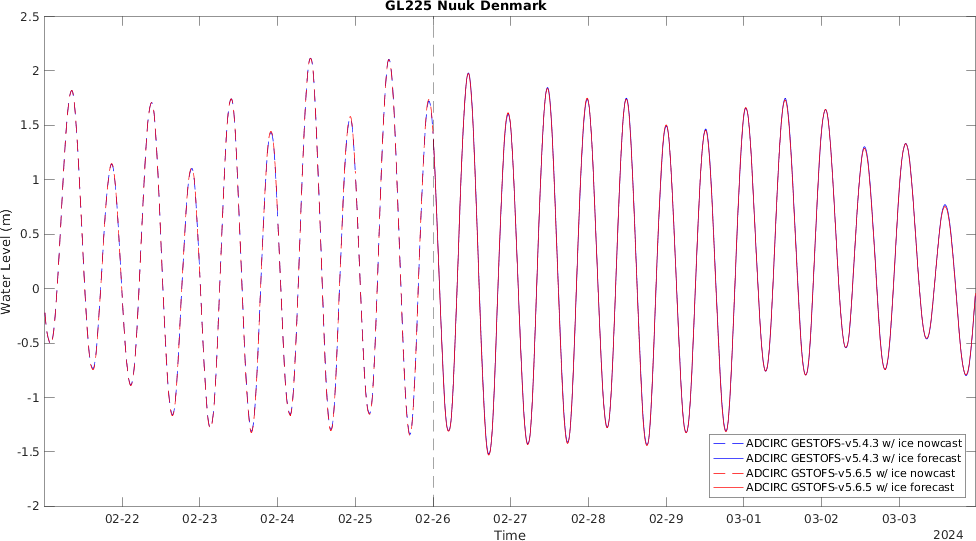 GL225 Nuuk Denmark
2.5
2
1.5
1
0.5
0
-0.5
-1
-1.5
-2
Water Level (m)
ADCIRC GESTOFS-v5.4.3 w/ ice nowcast
ADCIRC GESTOFS-v5.4.3 w/ ice forecast
ADCIRC GSTOFS-v5.6.5 w/ ice nowcast
ADCIRC GSTOFS-v5.6.5 w/ ice forecast
02-22 02-23 02-24 02-25 02-26 02-27 02-28 02-29 03-01 03-02 03-03
Time
2024